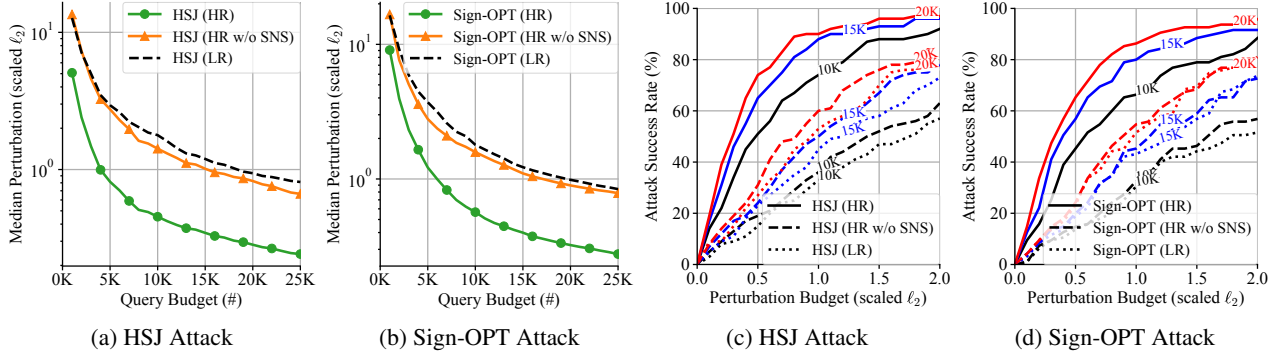 Median Perturbation (scaled ℓ₂)
10¹
10⁰
HSJ (HR)
HSJ (HR w/o SNS)
HSJ (LR)
0K 5K 10K 15K 20K 25K
Query Budget (#)
(a) HSJ Attack
Median Perturbation (scaled ℓ₂)
10¹
10⁰
Sign-OPT (HR)
Sign-OPT (HR w/o SNS)
Sign-OPT (LR)
0K 5K 10K 15K 20K 25K
Query Budget (#)
(b) Sign-OPT Attack
Attack Success Rate (%)
100
80
60
40
20
0
20K
15K
10K
20K
20K
15K
15K
10K
10K
HSJ (HR)
HSJ (HR w/o SNS)
HSJ (LR)
0.0 0.5 1.0 1.5 2.0
Perturbation Budget (scaled ℓ₂)
(c) HSJ Attack
Attack Success Rate (%)
100
80
60
40
20
0
20K
15K
10K
20K
20K
15K
15K
10K
10K
Sign-OPT (HR)
Sign-OPT (HR w/o SNS)
Sign-OPT (LR)
0.0 0.5 1.0 1.5 2.0
Perturbation Budget (scaled ℓ₂)
(d) Sign-OPT Attack